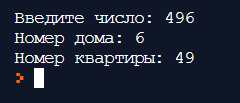 Введите число: 496
Номер дома: 6
Номер квартиры: 49
>